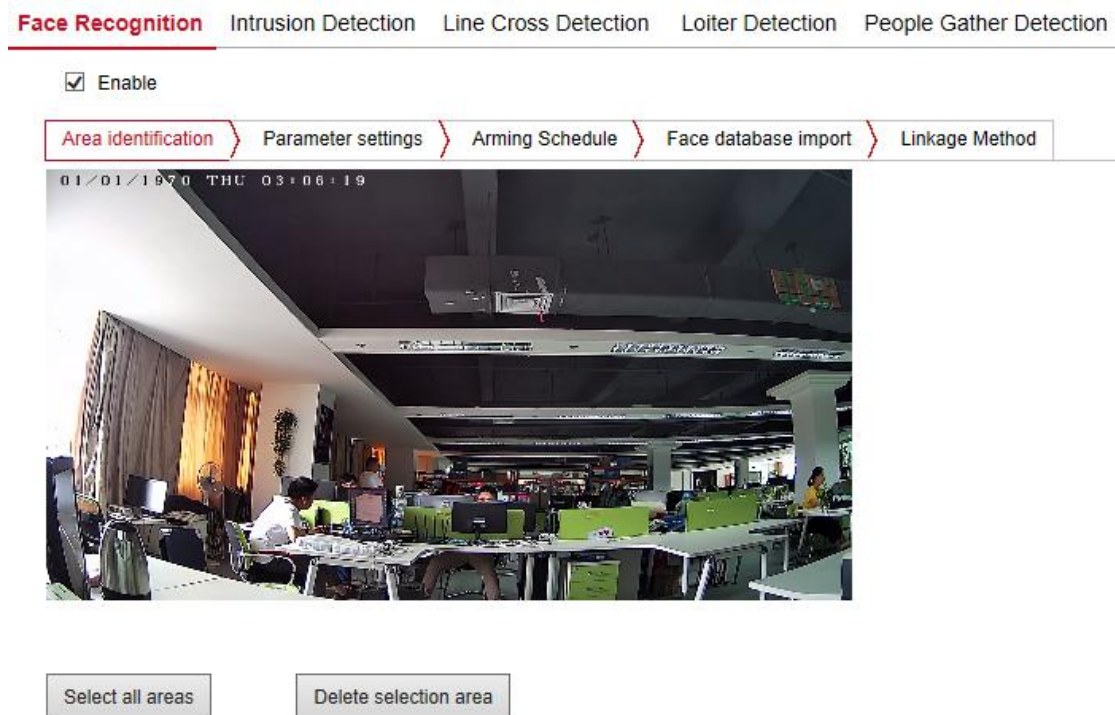 Face Recognition Intrusion Detection Line Cross Detection Loiter Detection People Gather Detection
Enable
Area identification Parameter settings Arming Schedule Face database import Linkage Method
01/01/1970 THU 03:06:19
Select all areas Delete selection area